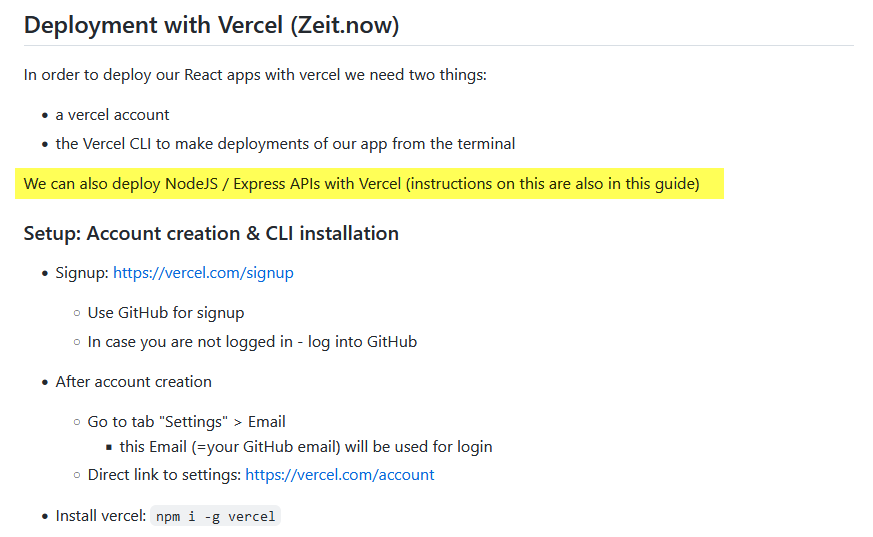 Deployment with Vercel (Zeit.now)
In order to deploy our React apps with vercel we need two things:
a vercel account
the Vercel CLI to make deployments of our app from the terminal
We can also deploy NodeJS / Express APIs with Vercel (instructions on this are also in this guide)
Setup: Account creation & CLI installation
Signup: https://vercel.com/signup
Use GitHub for signup
In case you are not logged in - log into GitHub
After account creation
Go to tab "Settings" > Email
this Email (=your GitHub email) will be used for login
Direct link to settings: https://vercel.com/account
Install vercel: npm i -g vercel